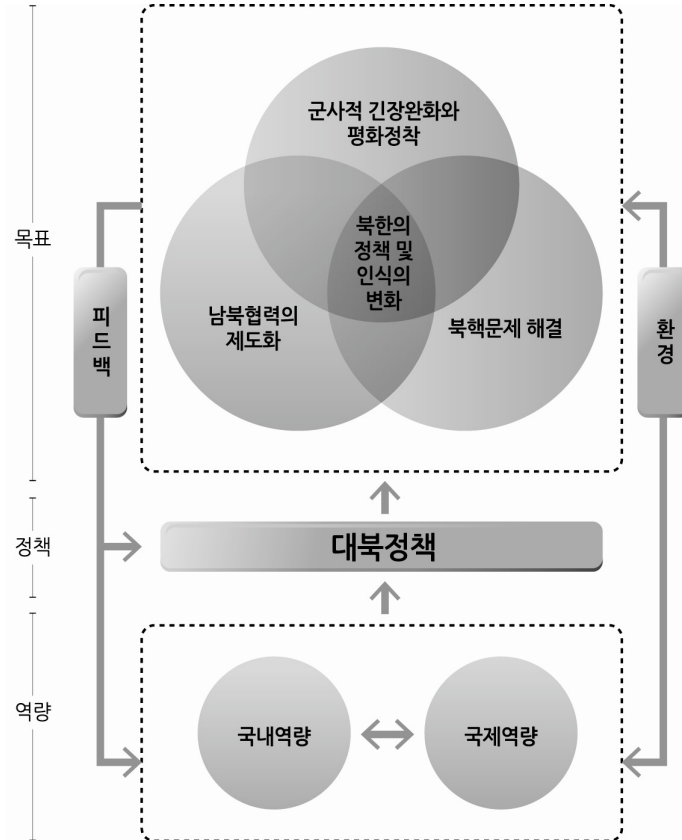 군사적 긴장완화와
평화정착
북한의
정책 및
인식의
변화
남북협력의
제도화
북핵문제 해결
목표
피드백
환경
정책
대북정책
역량
국내역량
국제역량